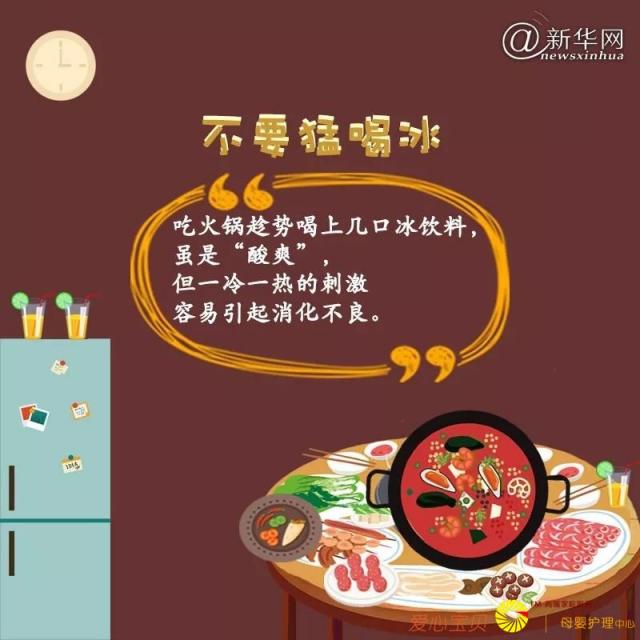 @新华网
newsxinhua
不要猛喝冰
吃火锅趁势喝上几口冰饮料，
虽是“酸爽”，
但一冷一热的刺激
容易引起消化不良。
爱心宝贝
母婴护理中心